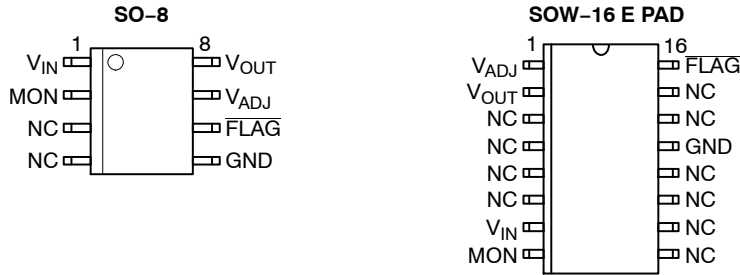 SO–8
1 8
VIN VOUT
MON VADJ
NC FLAG
NC GND
SOW–16 E PAD
1 16
VADJ FLAG
VOUT NC
NC NC
NC GND
NC NC
NC NC
VIN NC
MON NC